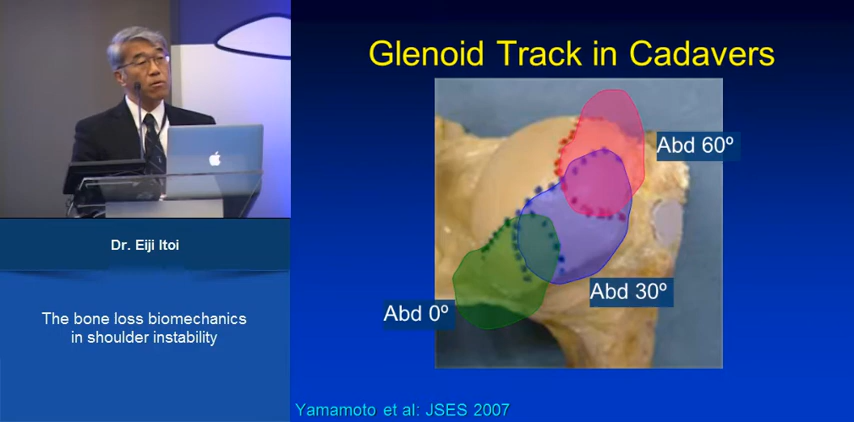 Glenoid Track in Cadavers
Abd 60º
Abd 30º
Abd 0º
Yamamoto et al: JSES 2007
Dr. Eiji Itoi
The bone loss biomechanics
in shoulder instability